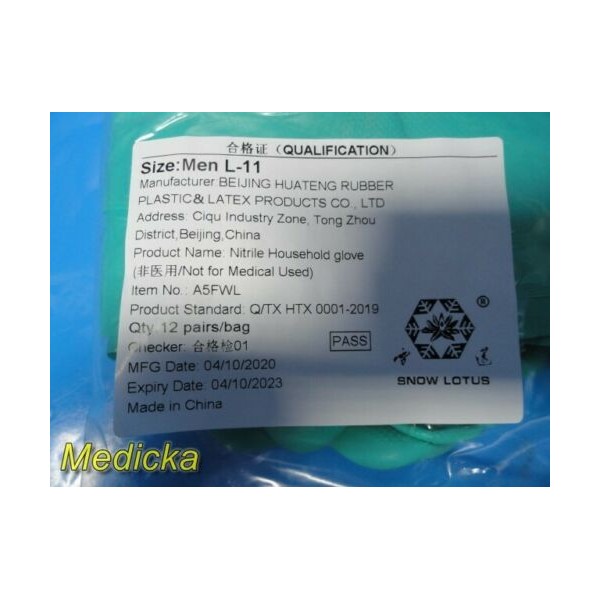 合格证（QUALIFICATION）
Size:Men L-11
Manufacturer BEIJING HUATENG RUBBER
PLASTIC& LATEX PRODUCTS CO., LTD
Address: Ciqu Industry Zone, Tong Zhou
District,Beijing,China
Product Name: Nitrile Household glove
(非医用/Not for Medical Used)
Item No.: A5FWL
Product Standard: Q/TX HTX 0001-2019
Qty. 12 pairs/bag
Checker: 合格检01
PASS
MFG Date: 04/10/2020
Expiry Date: 04/10/2023
Made in China
®
SNOW LOTUS
Medicka